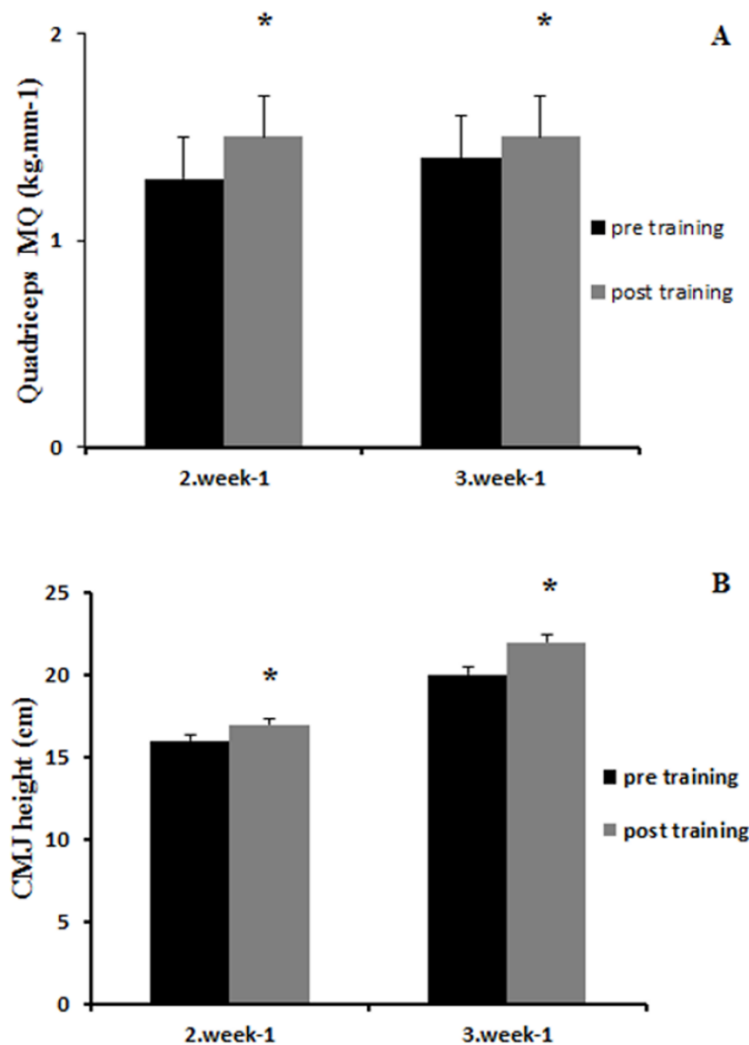 A
*
*
Quadriceps MQ (kg.mm-1)
2
1
0
pre training
post training
2.week-1
3.week-1
B
*
*
CMJ height (cm)
25
20
15
10
5
0
pre training
post training
2.week-1
3.week-1